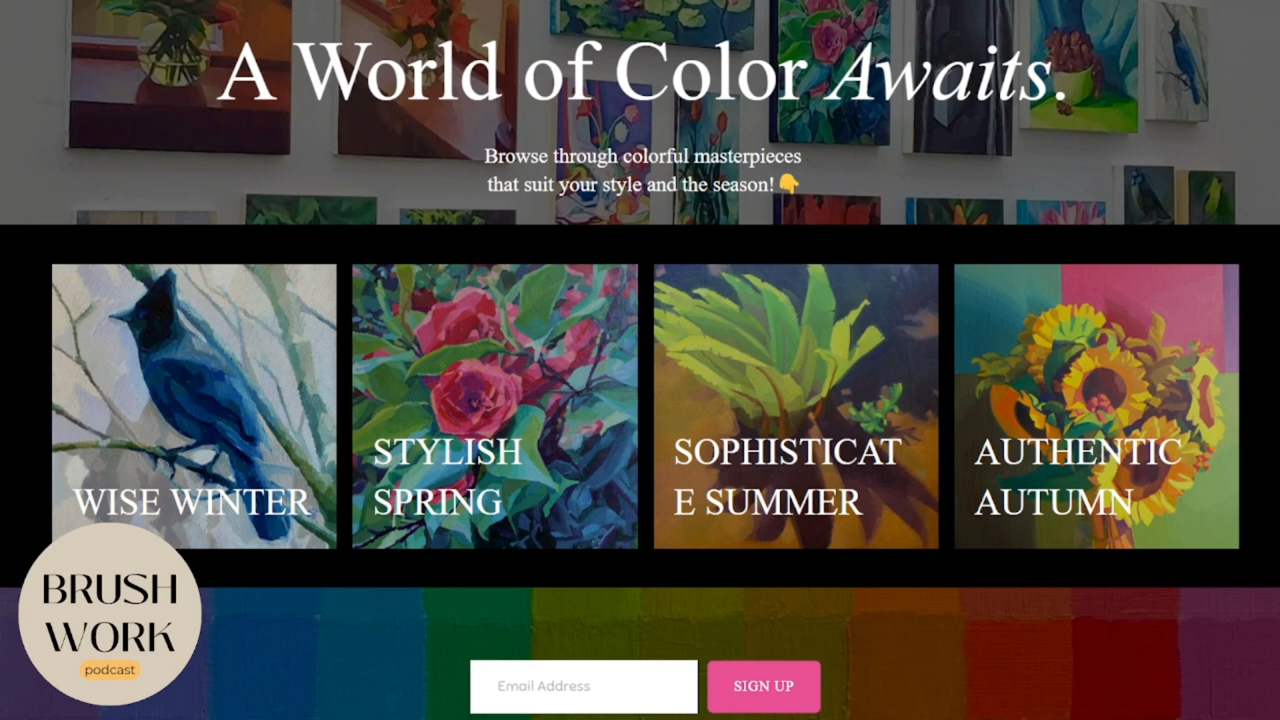 A World of Color Awaits.
Browse through colorful masterpieces
that suit your style and the season!👇
WISE WINTER
STYLISH
SPRING
SOPHISTICAT
E SUMMER
AUTHENTIC
AUTUMN
BRUSH
WORK
podcast
Email Address
SIGN UP